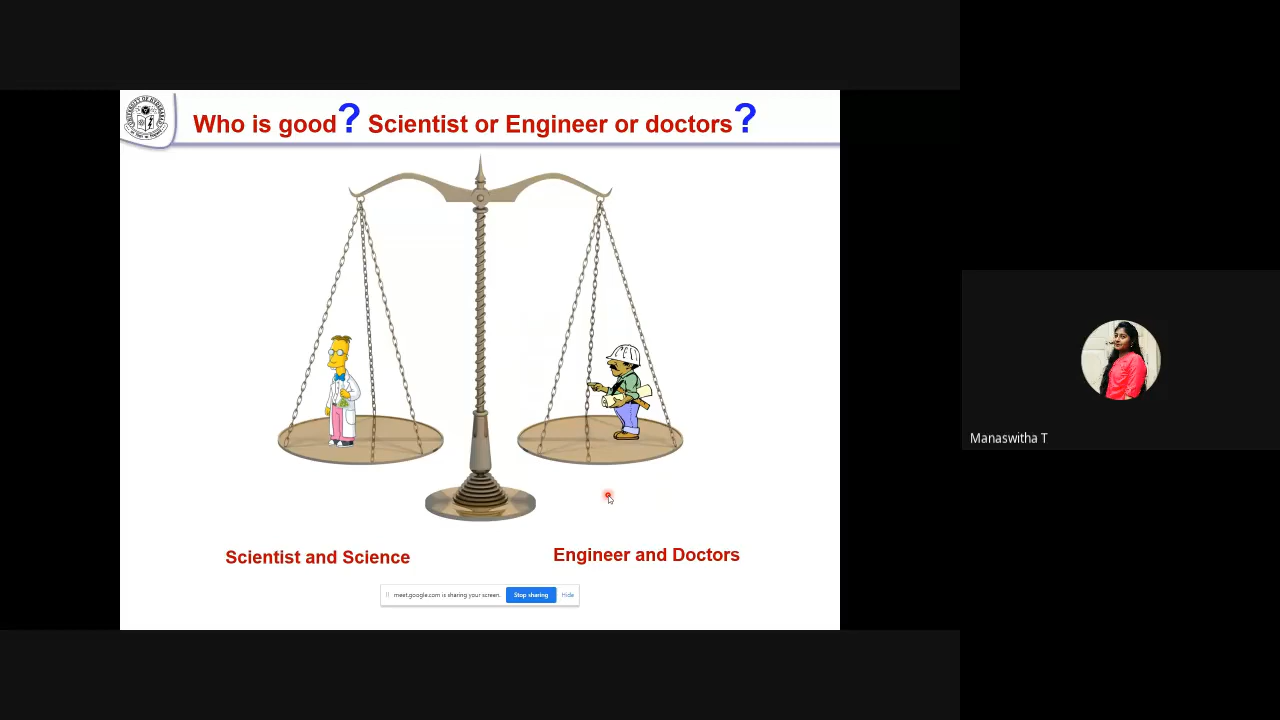 Who is good? Scientist or Engineer or doctors?
Scientist and Science
Engineer and Doctors
meet.google.com is sharing your screen.
Stop sharing
Hide
Manaswitha T